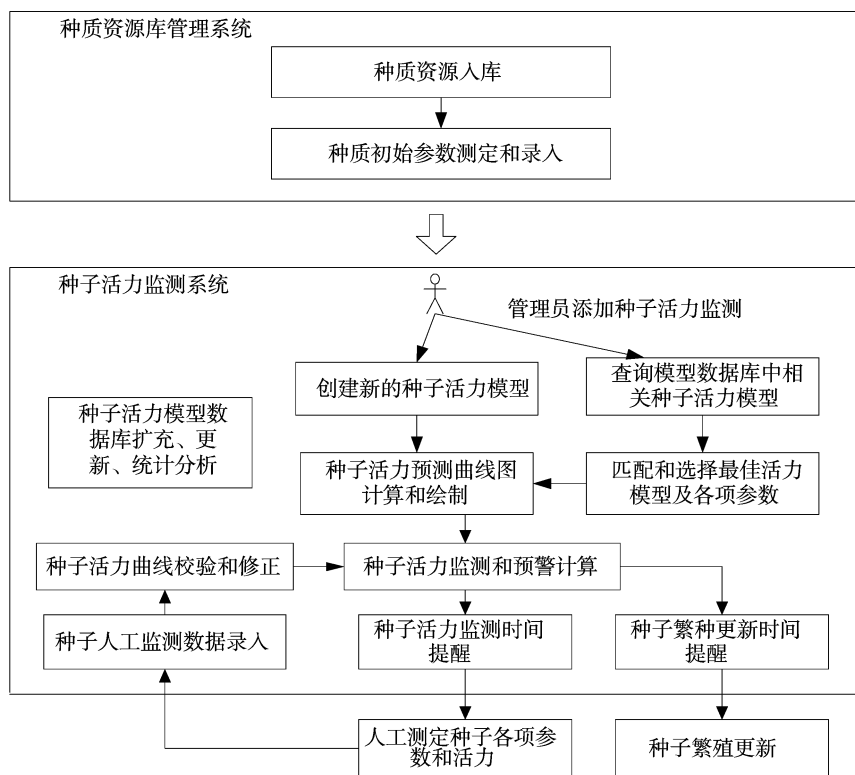 种质资源库管理系统
种质资源入库
种质初始参数测定和录入
种子活力监测系统
管理员添加种子活力监测
创建新的种子活力模型
查询模型数据库中相
关种子活力模型
种子活力模型数
据库扩充、更
新、统计分析
种子活力预测曲线图
计算和绘制
匹配和选择最佳活力
模型及各项参数
种子活力曲线校验和修正
种子活力监测和预警计算
种子人工监测数据录入
种子活力监测时间
提醒
种子繁种更新时间
提醒
人工测定种子各项参
数和活力
种子繁殖更新